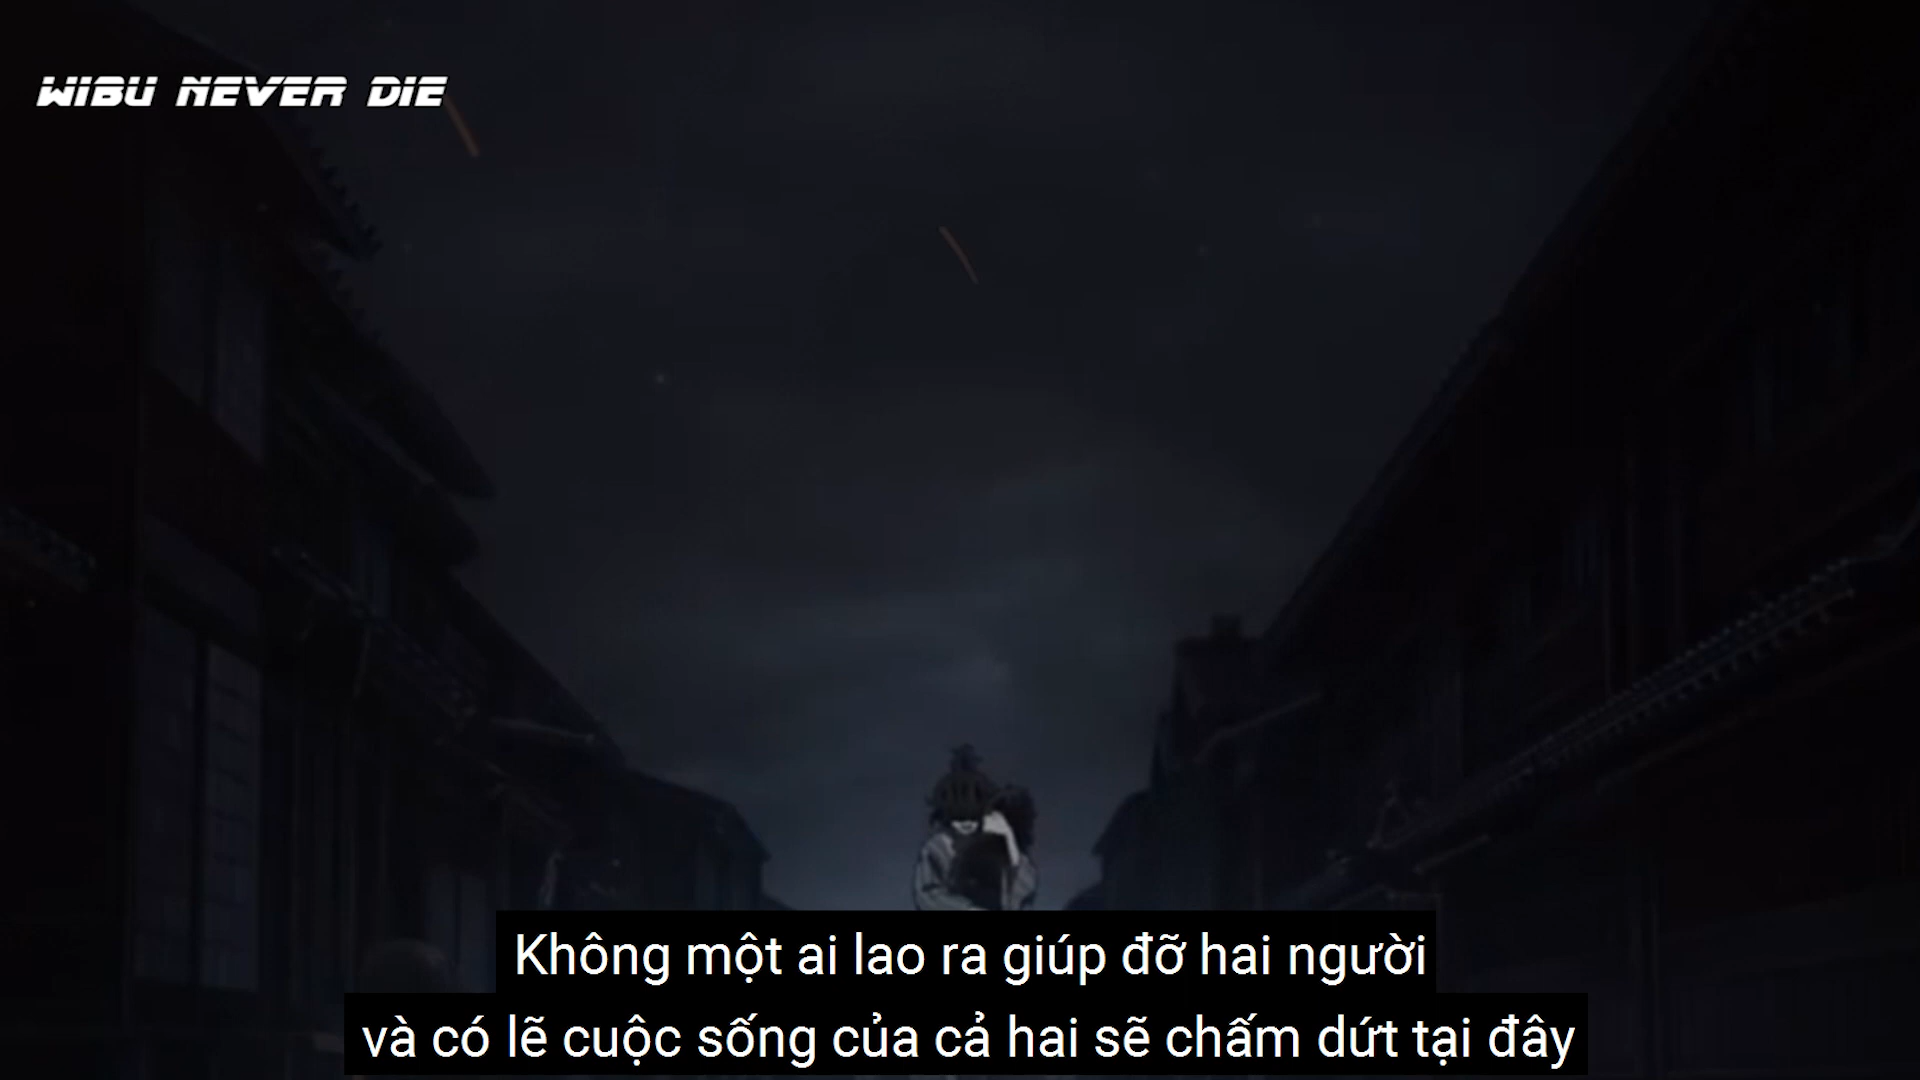 WIBU NEVER DIE
Không một ai lao ra giúp đỡ hai người
và có lẽ cuộc sống của cả hai sẽ chấm dứt tại đây